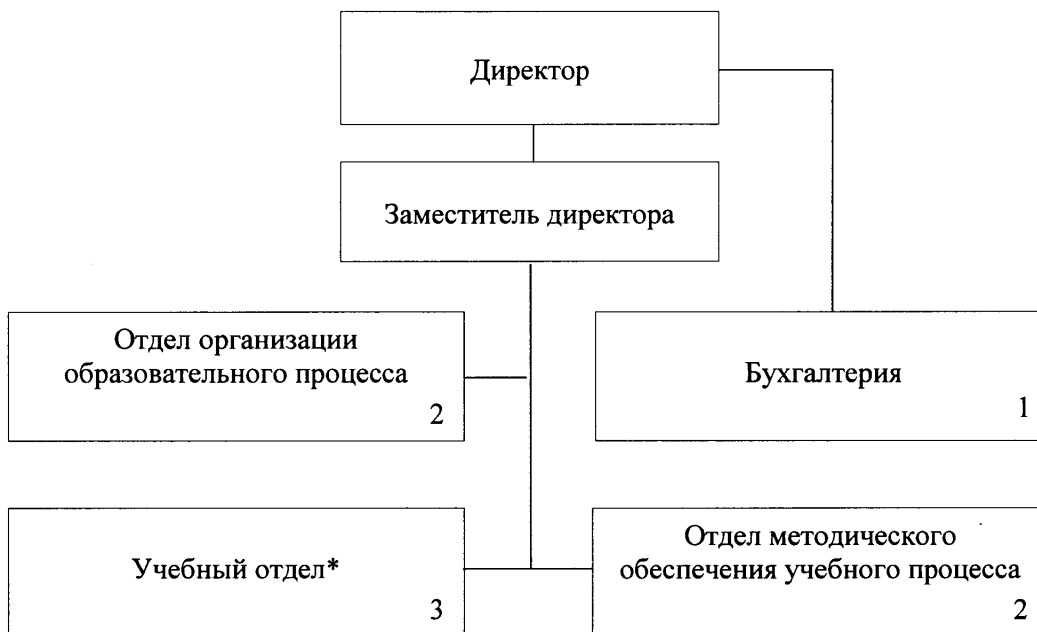 Директор
Заместитель директора
Отдел организации
образовательного процесса
2
Бухгалтерия
1
Учебный отдел*
3
Отдел методического
обеспечения учебного процесса
2